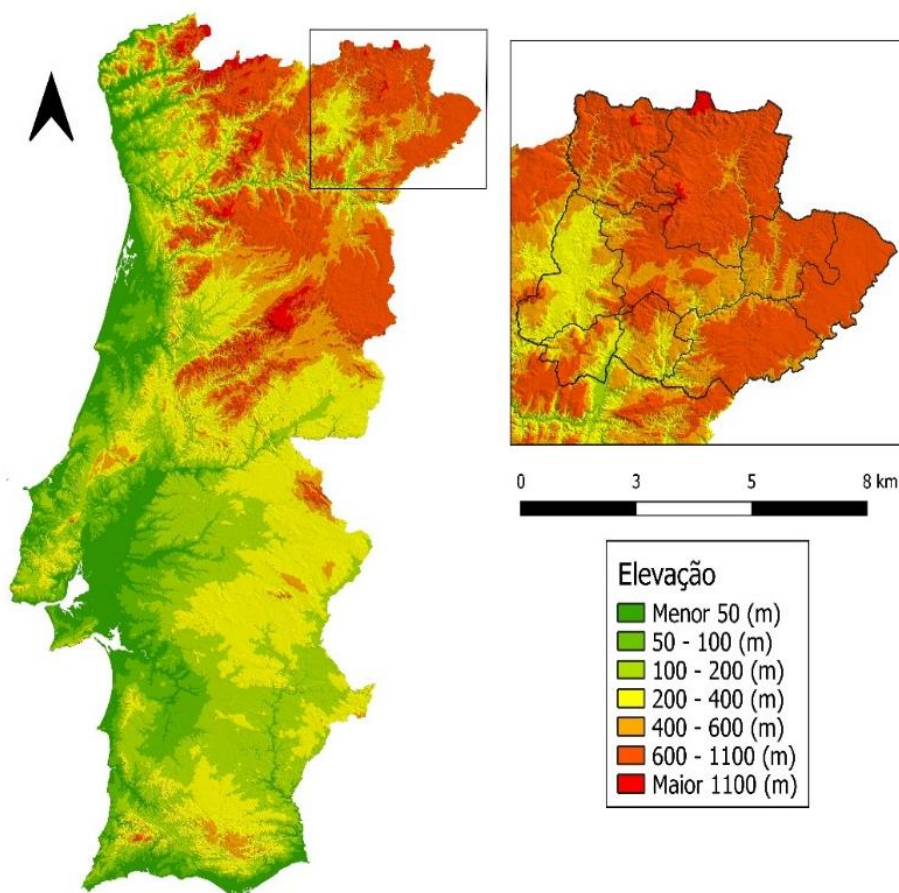 0 3 5 8 km
Elevação
Menor 50 (m)
50 - 100 (m)
100 - 200 (m)
200 - 400 (m)
400 - 600 (m)
600 - 1100 (m)
Maior 1100 (m)